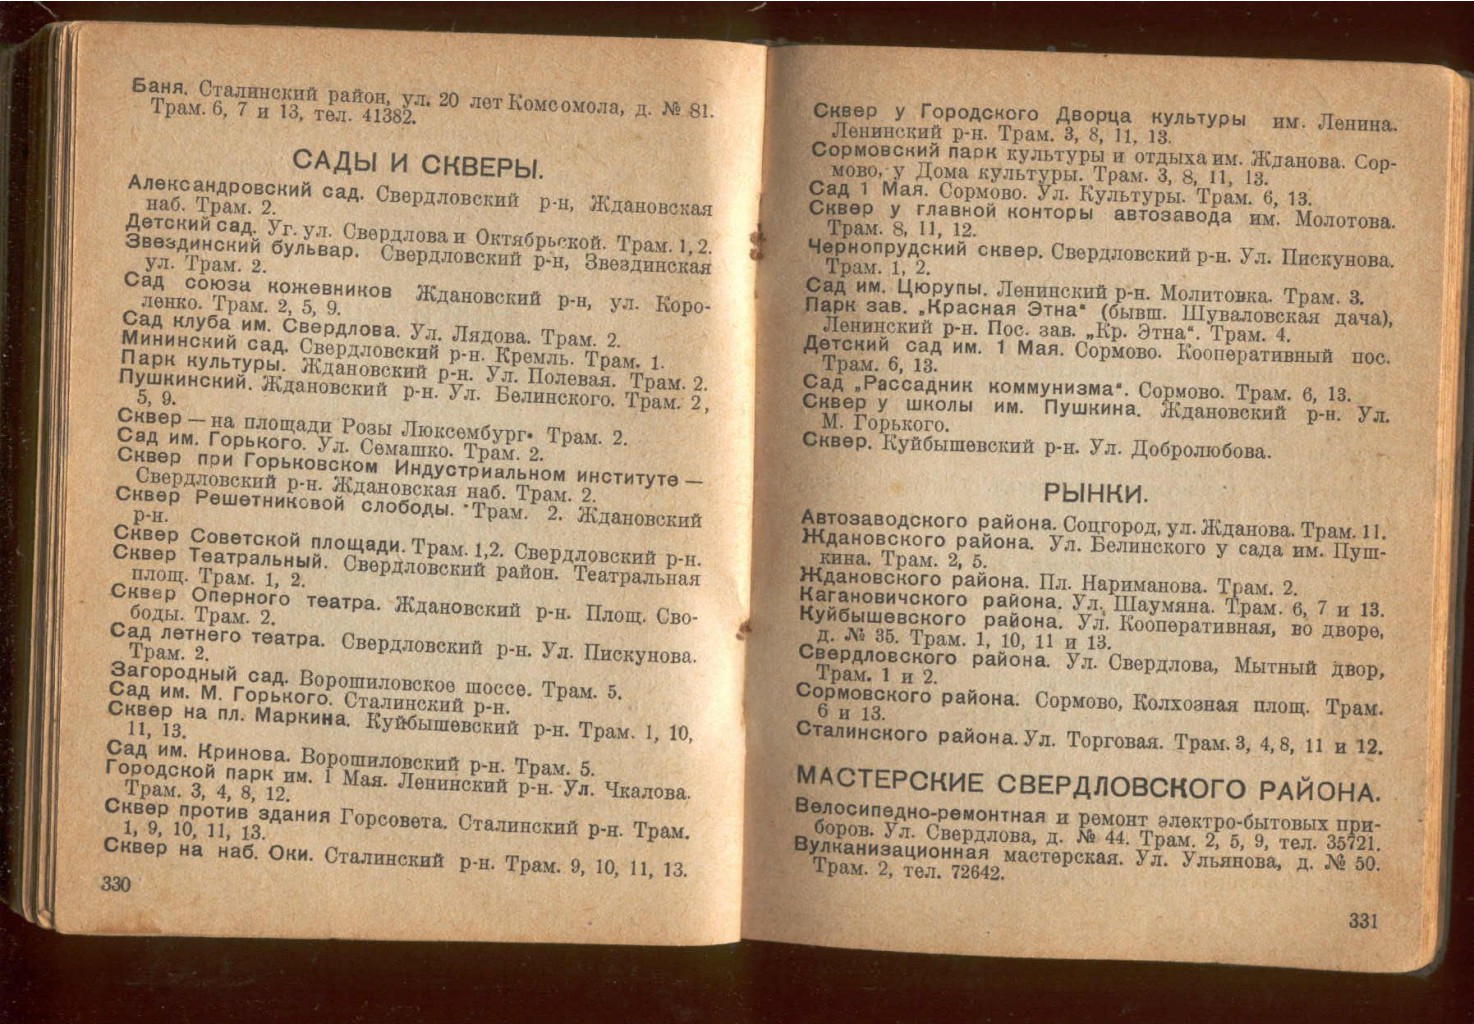 Баня. Сталинский район, ул. 20 лет Комсомола, д. № 81.
Трам. 6, 7 и 13, тел. 41382.
САДЫ И СКВЕРЫ.
Александровский сад. Свердловский р-н, Ждановская
наб. Трам. 2.
Детский сад. Уг. ул. Свердлова и Октябрьской. Трам. 1, 2.
Звездинский бульвар. Свердловский р-н, Звездинская
ул. Трам. 2.
Сад союза кожевников Ждановский р-н, ул. Коро-
ленко. Трам. 2, 5, 9.
Сад клуба им. Свердлова. Ул. Лядова. Трам. 2.
Мининский сад. Свердловский р-н. Кремль. Трам. 1.
Парк культуры. Ждановский р-н. Ул. Полевая. Трам. 2.
Пушкинский. Ждановский р-н. Ул. Белинского. Трам. 2,
5, 9.
Сквер — на площади Розы Люксембург. Трам. 2.
Сад им. Горького. Ул. Семашко. Трам. 2.
Сквер при Горьковском Индустриальном институте —
Свердловский р-н. Ждановская наб. Трам. 2.
Сквер Решетниковой слободы. Трам. 2. Ждановский
р-н.
Сквер Советской площади. Трам. 1,2. Свердловский р-н.
Сквер Театральный. Свердловский район. Театральная
площ. Трам. 1, 2.
Сквер Оперного театра. Ждановский р-н. Площ. Сво-
боды. Трам. 2.
Сад летнего театра. Свердловский р-н. Ул. Пискунова.
Трам. 2.
Загородный сад. Ворошиловское шоссе. Трам. 5.
Сад им. М. Горького. Сталинский р-н.
Сквер на пл. Маркина. Куйбышевский р-н. Трам. 1, 10,
11, 13.
Сад им. Кринова. Ворошиловский р-н. Трам. 5.
Городской парк им. 1 Мая. Ленинский р-н. Ул. Чкалова.
Трам. 3, 4, 8, 12.
Сквер против здания Горсовета. Сталинский р-н. Трам.
1, 9, 10, 11, 13.
Сквер на наб. Оки. Сталинский р-н. Трам. 9, 10, 11, 13.
330
Сквер у Городского Дворца культуры им. Ленина.
Ленинский р-н. Трам. 3, 8, 11, 13.
Сормовский парк культуры и отдыха им. Жданова. Сор-
мово, у Дома культуры. Трам. 3, 8, 11, 13.
Сад 1 Мая. Сормово. Ул. Культуры. Трам. 6, 13.
Сквер у главной конторы автозавода им. Молотова.
Трам. 8, 11, 12.
Чернопрудский сквер. Свердловский р-н. Ул. Пискунова.
Трам. 1, 2.
Сад им. Цюрупы. Ленинский р-н. Молитовка. Трам. 3.
Парк зав. „Красная Этна“ (бывш. Шуваловская дача),
Ленинский р-н. Пос. зав. „Кр. Этна“. Трам. 4.
Детский сад им. 1 Мая. Сормово. Кооперативный пос.
Трам. 6, 13.
Сад „Рассадник коммунизма“. Сормово. Трам. 6, 13.
Сквер у школы им. Пушкина. Ждановский р-н. Ул.
М. Горького.
Сквер. Куйбышевский р-н. Ул. Добролюбова.
РЫНКИ.
Автозаводского района. Соцгород, ул. Жданова. Трам. 11.
Ждановского района. Ул. Белинского у сада им. Пуш-
кина. Трам. 2, 5.
Ждановского района. Пл. Нариманова. Трам. 2.
Кагановичского района. Ул. Шаумяна. Трам. 6, 7 и 13.
Куйбышевского района. Ул. Кооперативная, во дворе,
д. № 35. Трам. 1, 10, 11 и 13.
Свердловского района. Ул. Свердлова, Мытный двор,
Трам. 1 и 2.
Сормовского района. Сормово, Колхозная площ. Трам.
6 и 13.
Сталинского района. Ул. Торговая. Трам. 3, 4, 8, 11 и 12.
МАСТЕРСКИЕ СВЕРДЛОВСКОГО РАЙОНА.
Велосипедно-ремонтная и ремонт электро-бытовых при-
боров. Ул. Свердлова, д. № 44. Трам. 2, 5, 9, тел. 35721.
Вулканизационная мастерская. Ул. Ульянова, д. № 50.
Трам. 2, тел. 72642.
331